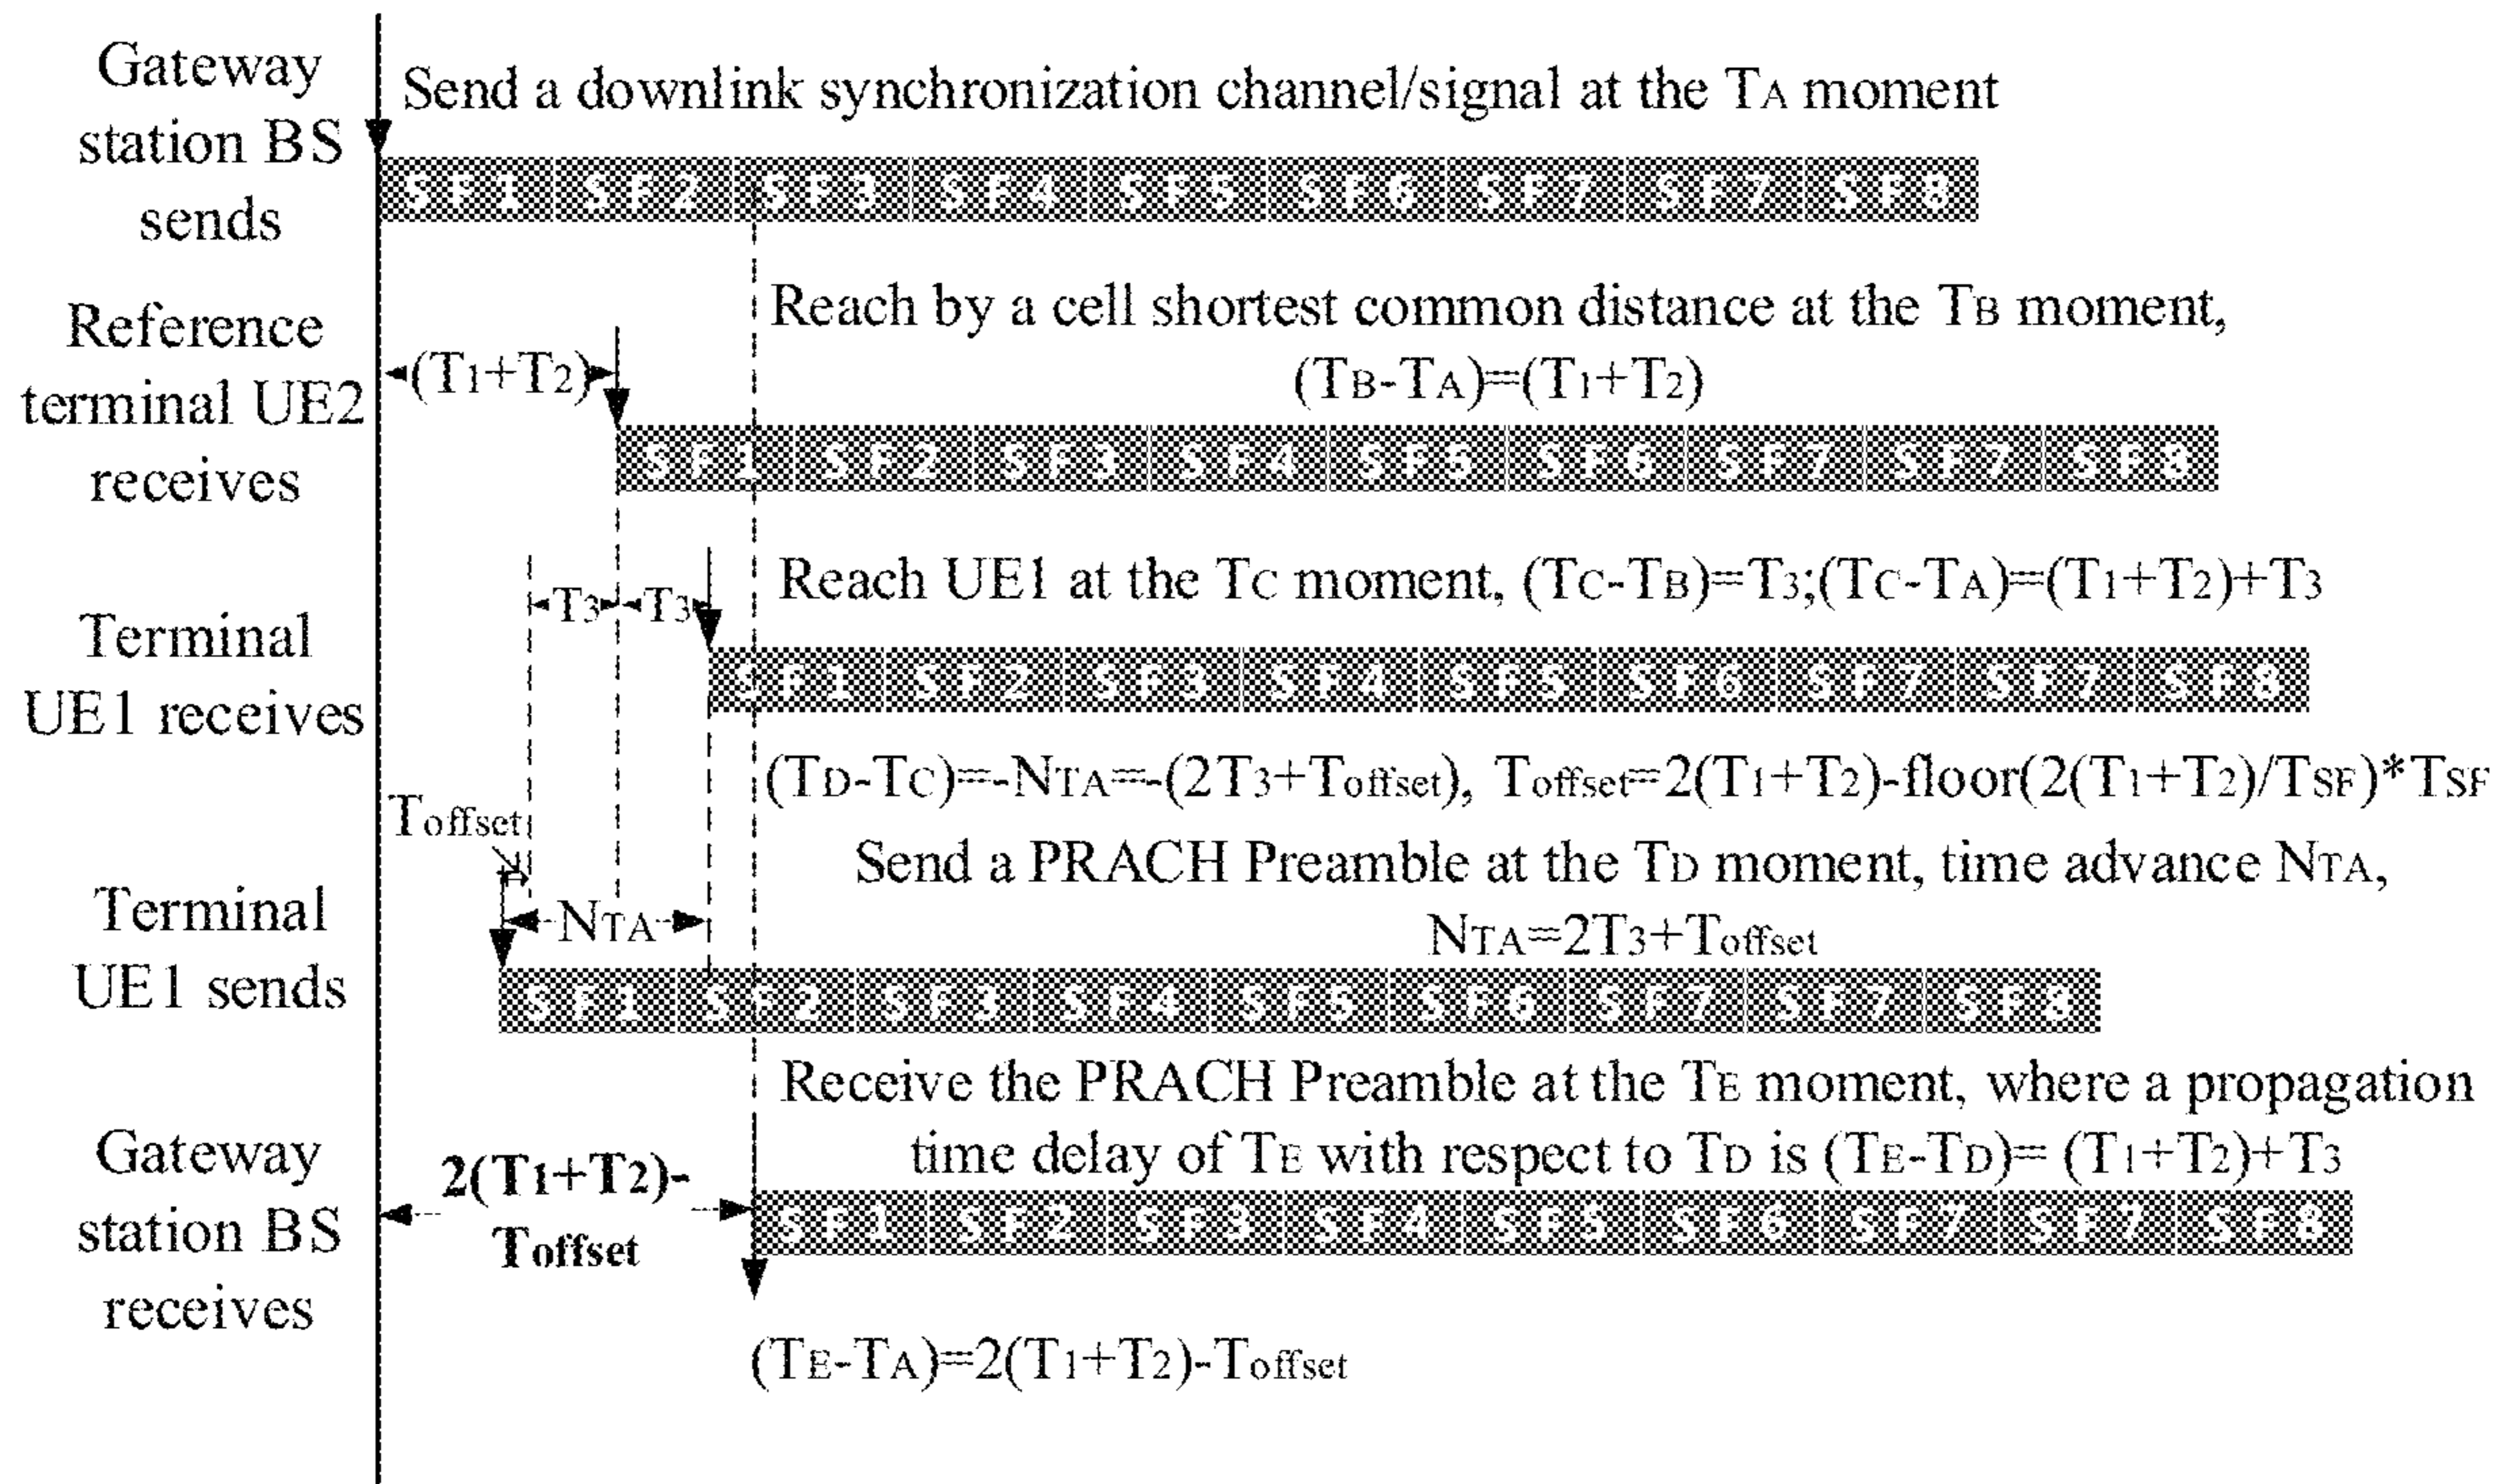 Gateway
station BS
sends
Send a downlink synchronization channel/signal at the TA moment
SF1 SF2 SF3 SF4 SF5 SF6 SF7 SF7 SF8
Reference
terminal UE2
receives
(T1+T2)
Reach by a cell shortest common distance at the TB moment,
(TB-TA)=(T1+T2)
SF1 SF2 SF3 SF4 SF5 SF6 SF7 SF7 SF8
Terminal
UE1 receives
T3 T3
Reach UE1 at the TC moment, (TC-TB)=T3;(TC-TA)=(T1+T2)+T3
SF1 SF2 SF3 SF4 SF5 SF6 SF7 SF7 SF8
(TD-TC)=-NTA=-(2T3+Toffset), Toffset=2(T1+T2)-floor(2(T1+T2)/TSF)*TSF
Toffset
Terminal
UE1 sends
Send a PRACH Preamble at the TD moment, time advance NTA,
NTA=2T3+Toffset
NTA
SF1 SF2 SF3 SF4 SF5 SF6 SF7 SF7 SF8
Gateway
station BS
receives
Receive the PRACH Preamble at the TE moment, where a propagation
time delay of TE with respect to TD is (TE-TD)= (T1+T2)+T3
2(T1+T2)-
Toffset
SF1 SF2 SF3 SF4 SF5 SF6 SF7 SF7 SF8
(TE-TA)=2(T1+T2)-Toffset